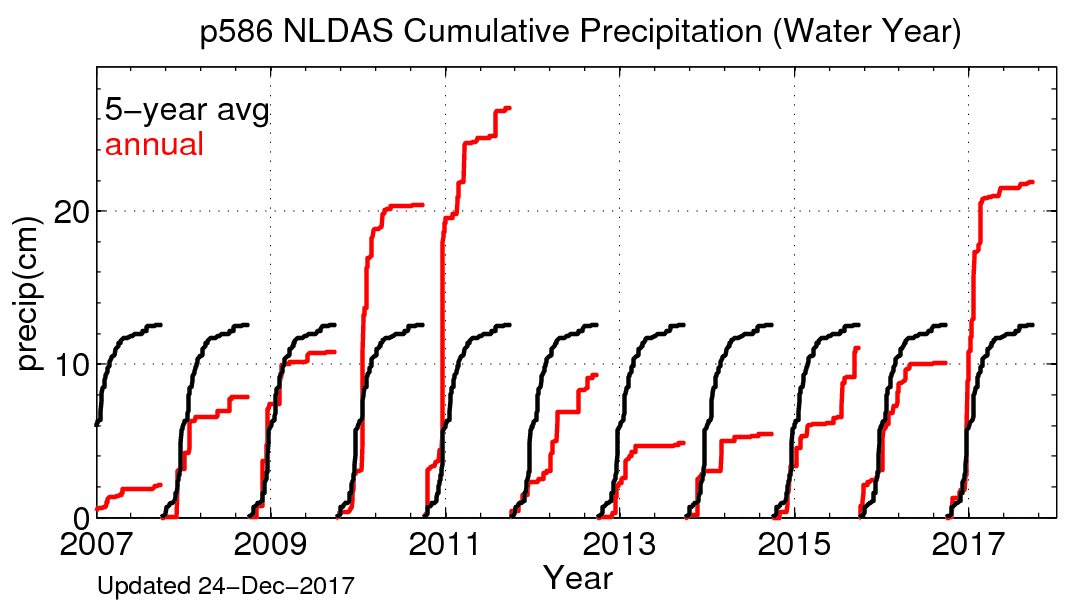 p586 NLDAS Cumulative Precipitation (Water Year)
5−year avg
annual
precip(cm)
20
10
0
2007 2009 2011 2013 2015 2017
Year
Updated 24−Dec−2017